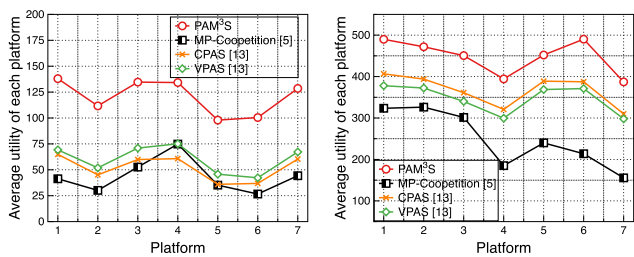 Average utility of each platform
200
175
150
125
100
75
50
25
0
PAM³S
MP-Coopetition [5]
CPAS [13]
VPAS [13]
1 2 3 4 5 6 7
Platform
Average utility of each platform
500
400
300
200
100
PAM³S
MP-Coopetition [5]
CPAS [13]
VPAS [13]
1 2 3 4 5 6 7
Platform